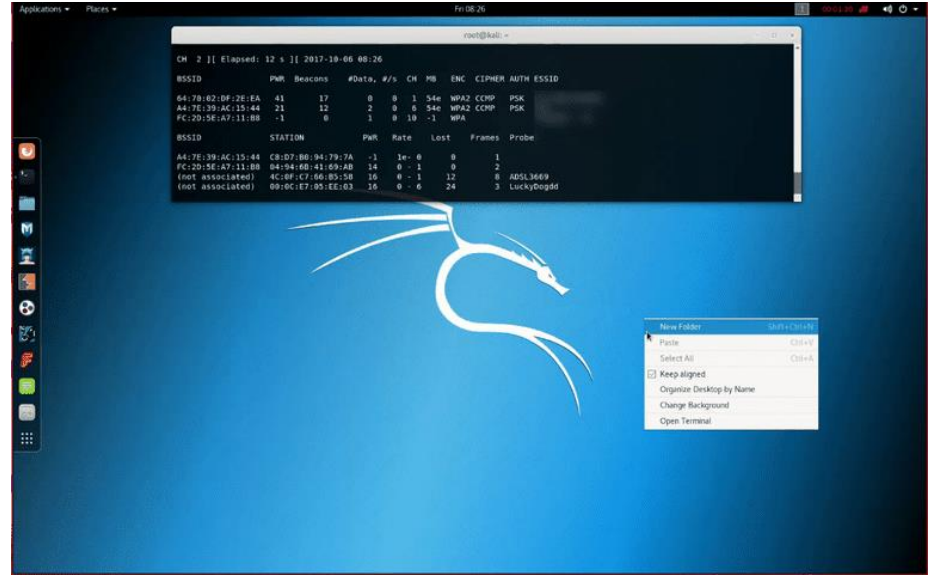 Applications Places Fri 08:26 00:01:30
root@kali: ~
CH 2 ][ Elapsed: 12 s ][ 2017-10-06 08:26
BSSID PWR Beacons #Data, #/s CH MB ENC CIPHER AUTH ESSID
64:70:02:DF:2E:EA 41 17 0 0 1 54e WPA2 CCMP PSK
A4:7E:39:AC:15:44 21 12 2 0 6 54e WPA2 CCMP PSK
FC:2D:5E:A7:11:B8 -1 0 1 0 10 -1 WPA
BSSID STATION PWR Rate Lost Frames Probe
A4:7E:39:AC:15:44 C8:D7:B0:94:79:7A -1 1e- 0 0 1
FC:2D:5E:A7:11:B8 04:94:6B:41:69:AB 14 0 - 1 0 2
(not associated) 4C:0F:C7:66:B5:58 16 0 - 1 12 8 ADSL3669
(not associated) 00:0C:E7:05:EE:03 16 0 - 6 24 3 LuckyDogdd
New Folder Shift+Ctrl+N
Paste Ctrl+V
Select All Ctrl+A
Keep aligned
Organize Desktop by Name
Change Background
Open Terminal